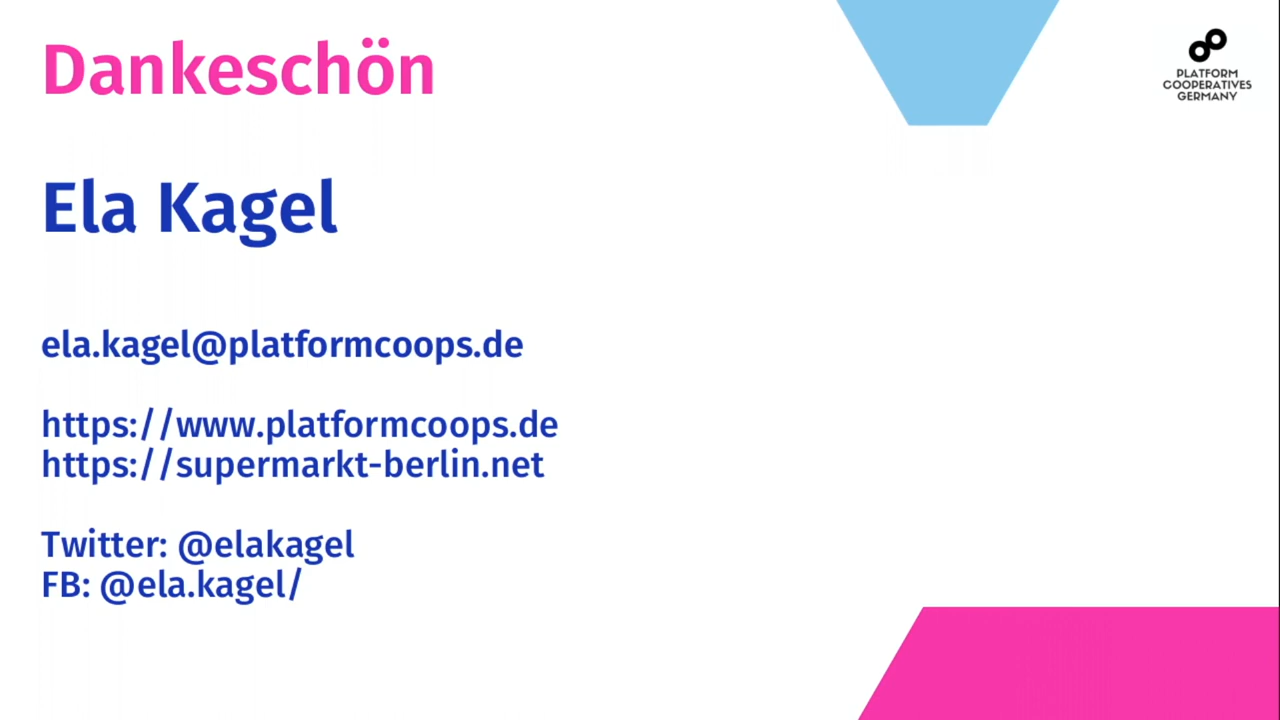 Dankeschön
PLATFORM
COOPERATIVES
GERMANY
Ela Kagel
ela.kagel@platformcoops.de
https://www.platformcoops.de
https://supermarkt-berlin.net
Twitter: @elakagel
FB: @ela.kagel/